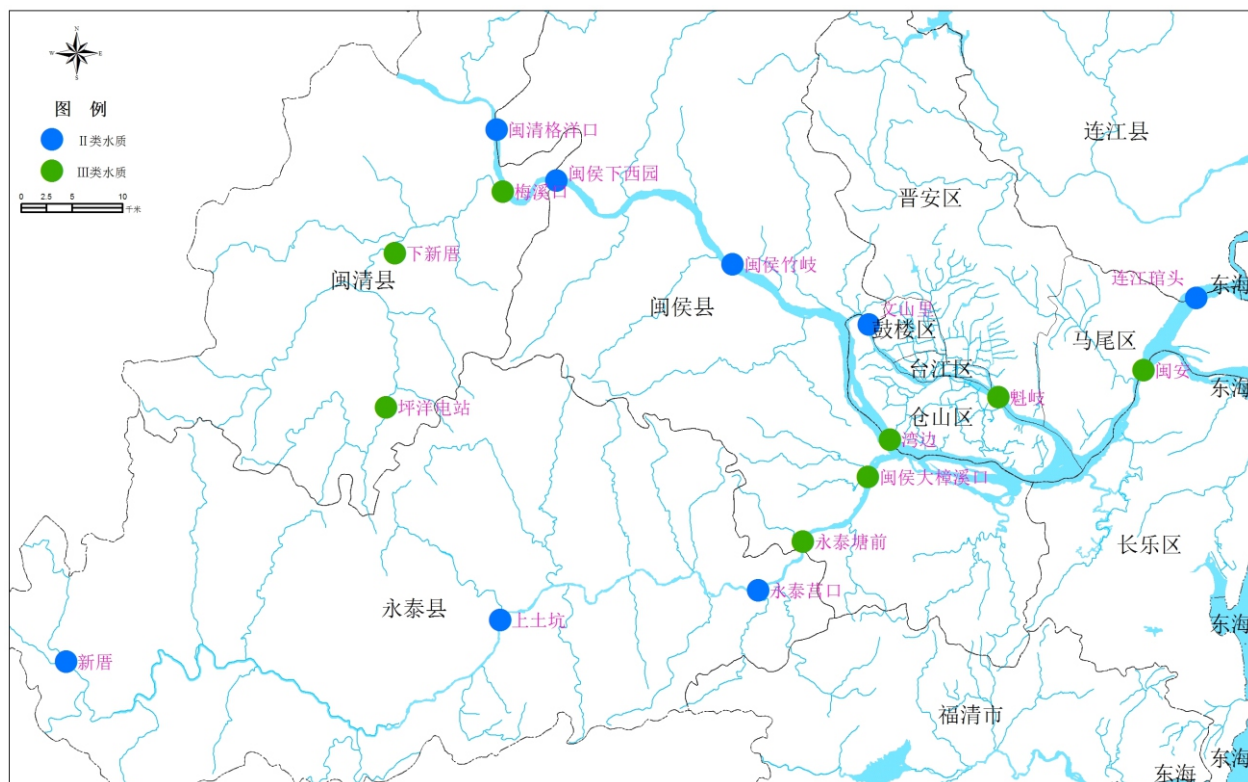 N
W
E
S
图 例
II类水质
III类水质
0 2.5 5 10
千米
闽清格洋口
闽侯下西园
梅溪口
连江县
晋安区
下新厝
闽清县
闽侯竹岐
闽侯县
连江琯头
东海
文山里
鼓楼区
马尾区
台江区
闽安
东海
坪洋电站
魁岐
仓山区
湾边
闽侯大樟溪口
永泰塘前
长乐区
永泰莒口
永泰县
上土坑
东海
新厝
福清市
东海
东海